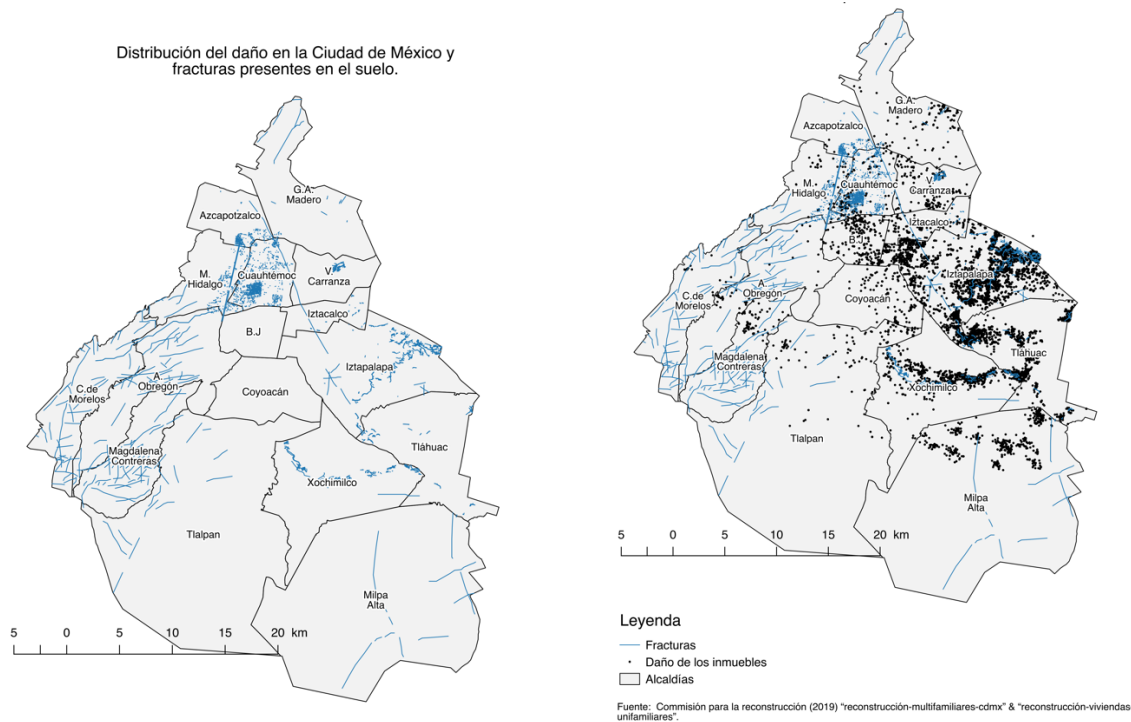 Distribución del daño en la Ciudad de México y
fracturas presentes en el suelo.
G.A.
Madero
Azcapotzalco
M.
Hidalgo
Cuauhtémoc
V.
Carranza
Iztacalco
B.J
Iztapalapa
A.
Obregón
C.de
Morelos
Coyoacán
Magdalena
Contreras
Tláhuac
Xochimilco
Tlalpan
Milpa
Alta
5 0 5 10 15 20 km
G.A.
Madero
Azcapotzalco
M.
Hidalgo
Cuauhtémoc
V.
Carranza
Iztacalco
B.J
Iztapalapa
A.
Obregón
C.de
Morelos
Coyoacán
Magdalena
Contreras
Tláhuac
Xochimilco
Tlalpan
Milpa
Alta
5 0 5 10 15 20 km
Leyenda
Fracturas
Daño de los inmuebles
Alcaldías
Fuente: Commisión para la reconstrucción (2019) “reconstrucción-multifamiliares-cdmx” & “reconstrucción-viviendas
unifamiliares”.